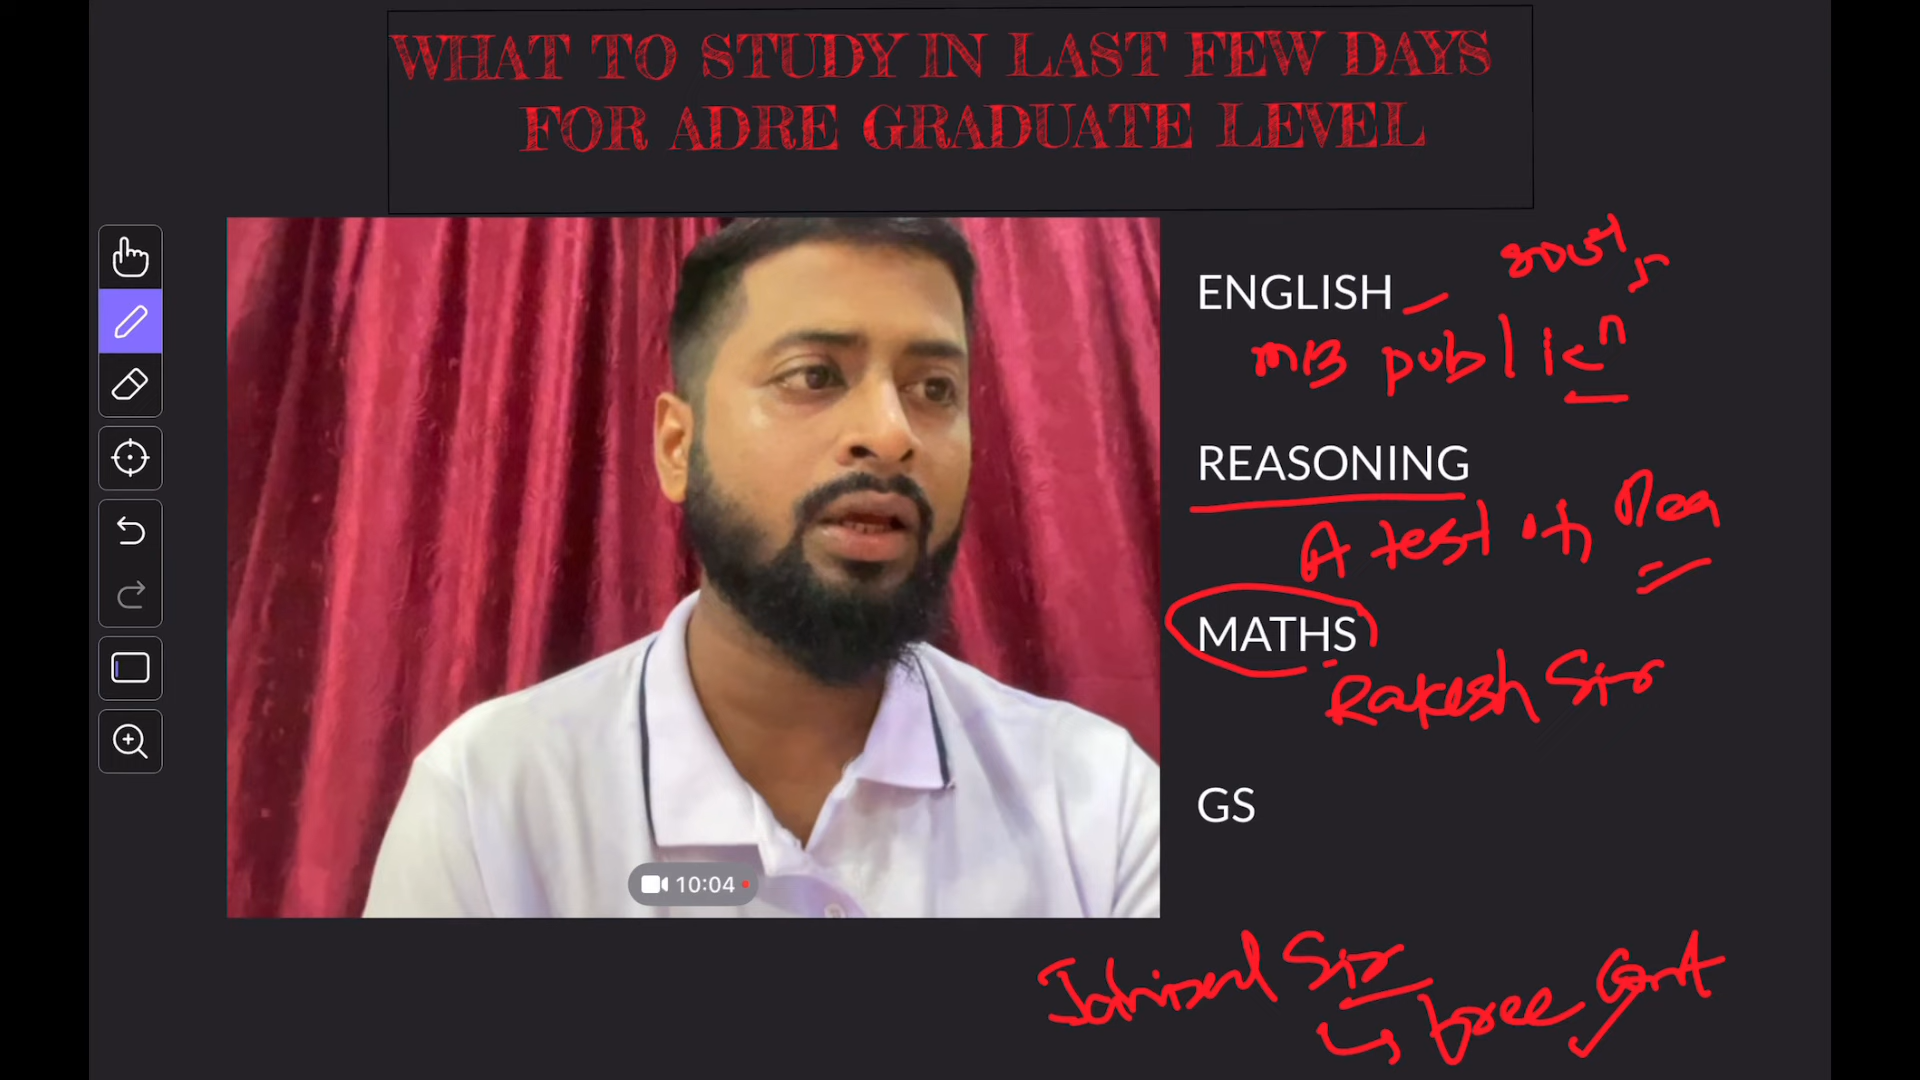 WHAT TO STUDY IN LAST FEW DAYS
FOR ADRE GRADUATE LEVEL
ENGLISH
MB publicn
REASONING
A test of Rea
MATHS
Rakesh Sir
GS
10:04
Sir
free